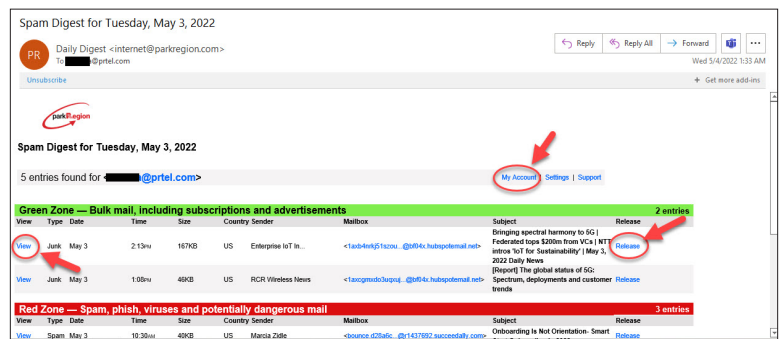 Spam Digest for Tuesday, May 3, 2022
PR
Daily Digest <internet@parkregion.com>
To @prtel.com
Reply Reply All Forward
Wed 5/4/2022 1:33 AM
Unsubscribe
+ Get more add-ins
parkRegion
Spam Digest for Tuesday, May 3, 2022
5 entries found for < @prtel.com>
My Account | Settings | Support
Green Zone — Bulk mail, including subscriptions and advertisements 2 entries
View Type Date Time Size Country Sender Mailbox Subject Release
Bringing spectral harmony to 5G |
Federated tops $200m from VCs | NTT
View Junk May 3 2:13PM 167KB US Enterprise IoT In... <1axb4nrkj51szou...@bf04x.hubspotemail.net> intros 'IoT for Sustainability' | May 3, Release
2022 Daily News
[Report] The global status of 5G:
View Junk May 3 1:08PM 46KB US RCR Wireless News <1axcgmxdo3uqxuj...@bf04x.hubspotemail.net> Spectrum, deployments and customer Release
trends
Red Zone — Spam, phish, viruses and potentially dangerous mail 3 entries
View Type Date Time Size Country Sender Mailbox Subject Release
View Spam May 3 10:30AM 40KB US Marcia Zidle <bounce.d28a6c...@r1437692.succeedally.com> Onboarding Is Not Orientation- Smart Release